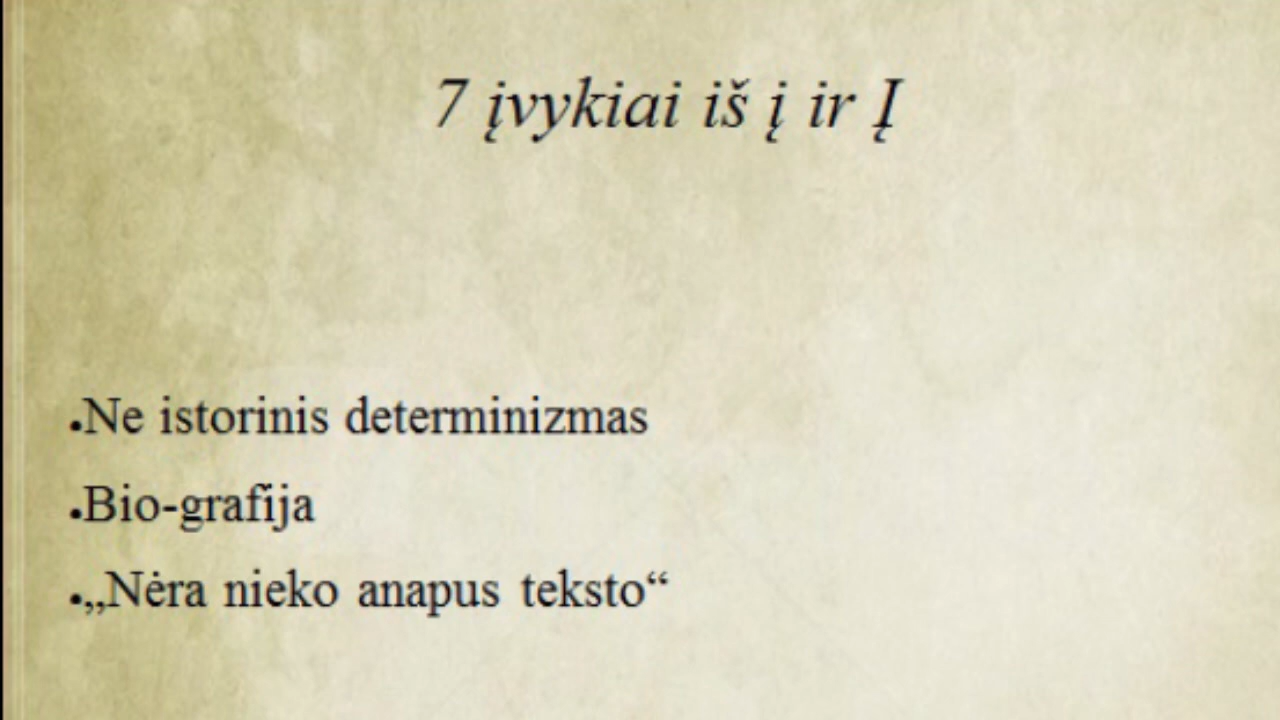 7 įvykiai iš į ir Į
.Ne istorinis determinizmas
.Bio-grafija
.„Nėra nieko anapus teksto“